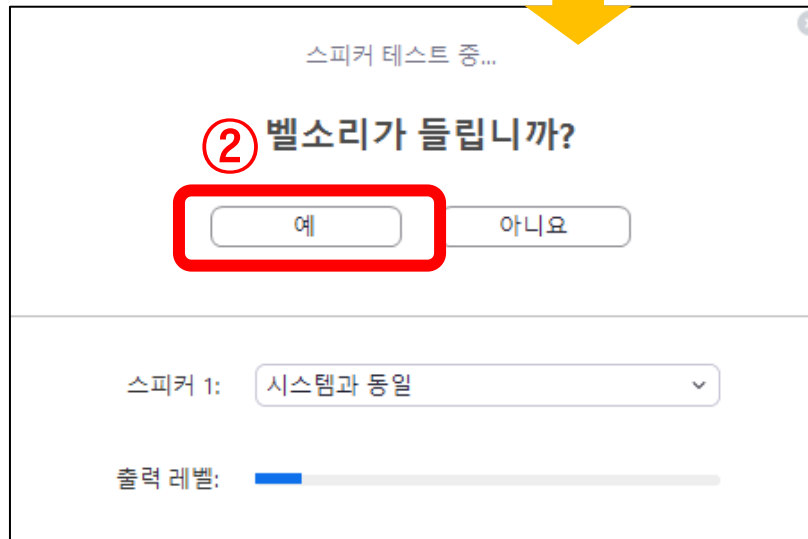 스피커 테스트 중...
② 벨소리가 들립니까?
예 아니요
스피커 1: 시스템과 동일
출력 레벨: